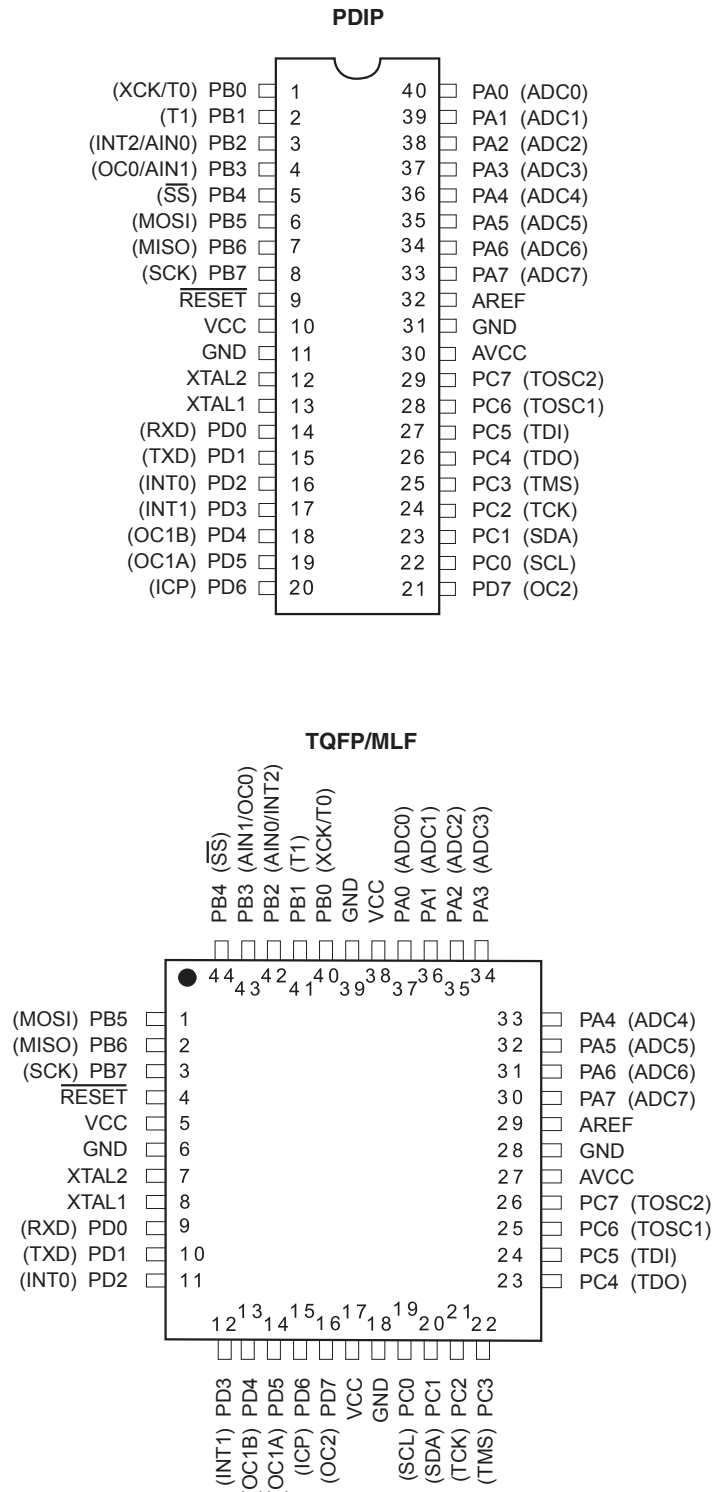 PDIP
(XCK/T0) PB0 1 40 PA0 (ADC0)
(T1) PB1 2 39 PA1 (ADC1)
(INT2/AIN0) PB2 3 38 PA2 (ADC2)
(OC0/AIN1) PB3 4 37 PA3 (ADC3)
(SS) PB4 5 36 PA4 (ADC4)
(MOSI) PB5 6 35 PA5 (ADC5)
(MISO) PB6 7 34 PA6 (ADC6)
(SCK) PB7 8 33 PA7 (ADC7)
RESET 9 32 AREF
VCC 10 31 GND
GND 11 30 AVCC
XTAL2 12 29 PC7 (TOSC2)
XTAL1 13 28 PC6 (TOSC1)
(RXD) PD0 14 27 PC5 (TDI)
(TXD) PD1 15 26 PC4 (TDO)
(INT0) PD2 16 25 PC3 (TMS)
(INT1) PD3 17 24 PC2 (TCK)
(OC1B) PD4 18 23 PC1 (SDA)
(OC1A) PD5 19 22 PC0 (SCL)
(ICP) PD6 20 21 PD7 (OC2)
TQFP/MLF
PB4 (SS)
PB3 (AIN1/OC0)
PB2 (AIN0/INT2)
PB1 (T1)
PB0 (XCK/T0)
GND
VCC
PA0 (ADC0)
PA1 (ADC1)
PA2 (ADC2)
PA3 (ADC3)
44 43 42 41 40 39 38 37 36 35 34
(MOSI) PB5 1 33 PA4 (ADC4)
(MISO) PB6 2 32 PA5 (ADC5)
(SCK) PB7 3 31 PA6 (ADC6)
RESET 4 30 PA7 (ADC7)
VCC 5 29 AREF
GND 6 28 GND
XTAL2 7 27 AVCC
XTAL1 8 26 PC7 (TOSC2)
(RXD) PD0 9 25 PC6 (TOSC1)
(TXD) PD1 10 24 PC5 (TDI)
(INT0) PD2 11 23 PC4 (TDO)
12 13 14 15 16 17 18 19 20 21 22
(INT1) PD3
(OC1B) PD4
(OC1A) PD5
(ICP) PD6
(OC2) PD7
VCC
GND
(SCL) PC0
(SDA) PC1
(TCK) PC2
(TMS) PC3